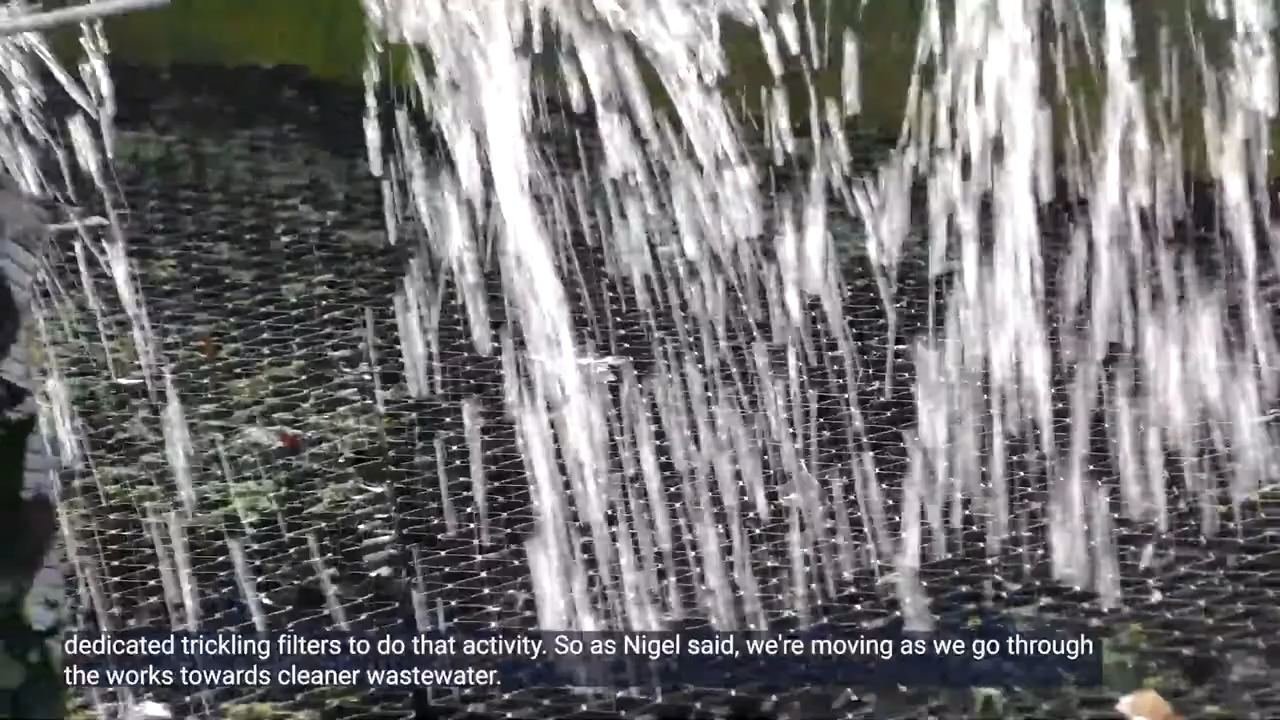 dedicated trickling filters to do that activity. So as Nigel said, we're moving as we go through
the works towards cleaner wastewater.